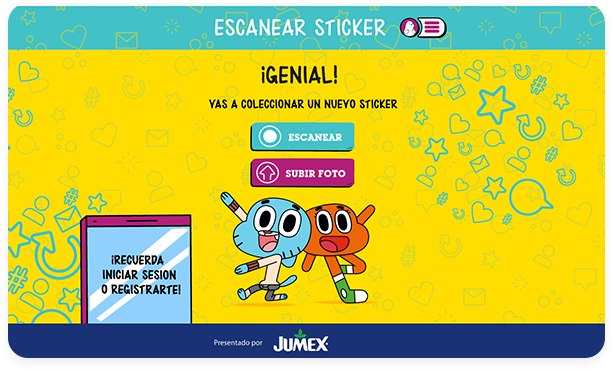 ESCANEAR STICKER
¡GENIAL!
VAS A COLECCIONAR UN NUEVO STICKER
ESCANEAR
SUBIR FOTO
¡RECUERDA
INICIAR SESION
O REGISTRARTE!
Presentado por JUMEX